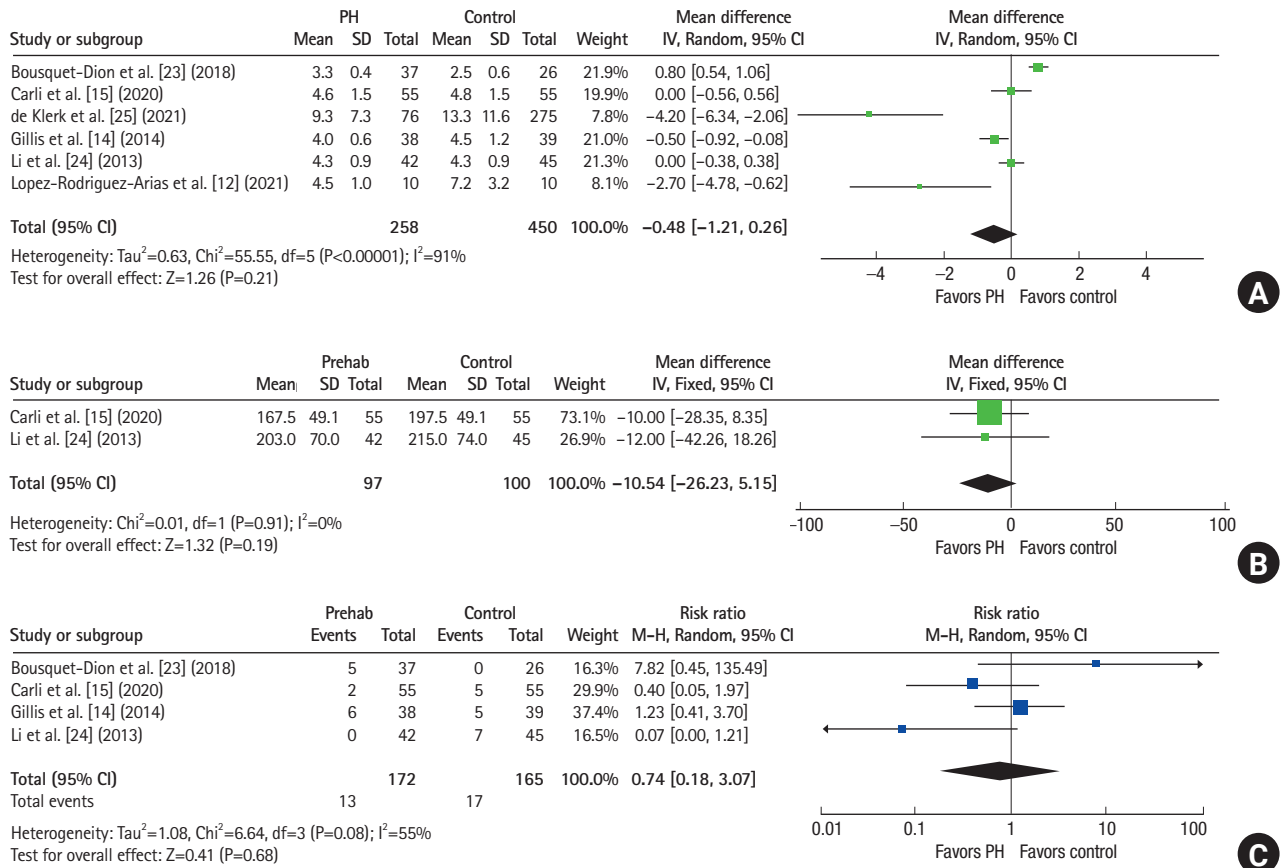 PH Control Mean difference Mean difference
Study or subgroup Mean SD Total Mean SD Total Weight IV, Random, 95% CI IV, Random, 95% CI
Bousquet-Dion et al. [23] (2018) 3.3 0.4 37 2.5 0.6 26 21.9% 0.80 [0.54, 1.06]
Carli et al. [15] (2020) 4.6 1.5 55 4.8 1.5 55 19.9% 0.00 [−0.56, 0.56]
de Klerk et al. [25] (2021) 9.3 7.3 76 13.3 11.6 275 7.8% −4.20 [−6.34, −2.06]
Gillis et al. [14] (2014) 4.0 0.6 38 4.5 1.2 39 21.0% −0.50 [−0.92, −0.08]
Li et al. [24] (2013) 4.3 0.9 42 4.3 0.9 45 21.3% 0.00 [−0.38, 0.38]
Lopez-Rodriguez-Arias et al. [12] (2021) 4.5 1.0 10 7.2 3.2 10 8.1% −2.70 [−4.78, −0.62]
Total (95% CI) 258 450 100.0% −0.48 [−1.21, 0.26]
Heterogeneity: Tau²=0.63, Chi²=55.55, df=5 (P<0.00001); I²=91%
Test for overall effect: Z=1.26 (P=0.21)
−4 −2 0 2 4
Favors PH Favors control
A
Prehab Control Mean difference Mean difference
Study or subgroup Mean SD Total Mean SD Total Weight IV, Fixed, 95% CI IV, Fixed, 95% CI
Carli et al. [15] (2020) 167.5 49.1 55 197.5 49.1 55 73.1% −10.00 [−28.35, 8.35]
Li et al. [24] (2013) 203.0 70.0 42 215.0 74.0 45 26.9% −12.00 [−42.26, 18.26]
Total (95% CI) 97 100 100.0% −10.54 [−26.23, 5.15]
Heterogeneity: Chi²=0.01, df=1 (P=0.91); I²=0%
Test for overall effect: Z=1.32 (P=0.19)
−100 −50 0 50 100
Favors PH Favors control
B
Prehab Control Risk ratio Risk ratio
Study or subgroup Events Total Events Total Weight M−H, Random, 95% CI M−H, Random, 95% CI
Bousquet-Dion et al. [23] (2018) 5 37 0 26 16.3% 7.82 [0.45, 135.49]
Carli et al. [15] (2020) 2 55 5 55 29.9% 0.40 [0.05, 1.97]
Gillis et al. [14] (2014) 6 38 5 39 37.4% 1.23 [0.41, 3.70]
Li et al. [24] (2013) 0 42 7 45 16.5% 0.07 [0.00, 1.21]
Total (95% CI) 172 165 100.0% 0.74 [0.18, 3.07]
Total events 13 17
Heterogeneity: Tau²=1.08, Chi²=6.64, df=3 (P=0.08); I²=55%
Test for overall effect: Z=0.41 (P=0.68)
0.01 0.1 1 10 100
Favors PH Favors control
C